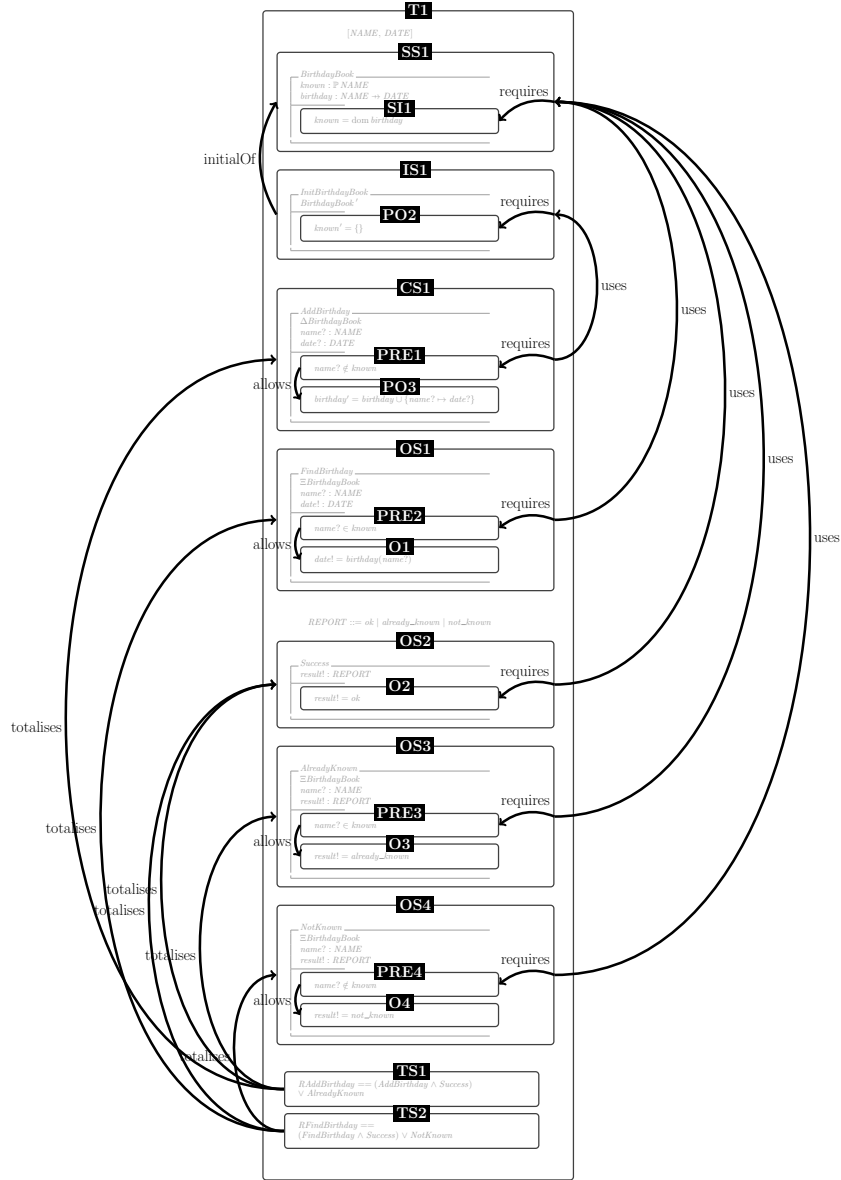 T1
[NAME, DATE]
SS1
BirthdayBook
known : ℙ NAME
birthday : NAME ⇸ DATE
SI1
known = dom birthday
requires
initialOf
IS1
InitBirthdayBook
BirthdayBook ′
PO2
known′ = {}
requires
uses
CS1
AddBirthday
ΔBirthdayBook
name? : NAME
date? : DATE
PRE1
name? ∉ known
requires
allows
PO3
birthday′ = birthday ∪ {name? ↦ date?}
uses
OS1
FindBirthday
ΞBirthdayBook
name? : NAME
date! : DATE
PRE2
name? ∈ known
requires
allows
O1
date! = birthday(name?)
uses
uses
uses
REPORT ::= ok | already_known | not_known
OS2
Success
result! : REPORT
O2
result! = ok
requires
totalises
OS3
AlreadyKnown
ΞBirthdayBook
name? : NAME
result! : REPORT
PRE3
name? ∈ known
requires
totalises
allows
O3
result! = already_known
totalises
totalises
OS4
NotKnown
ΞBirthdayBook
name? : NAME
result! : REPORT
totalises
PRE4
name? ∉ known
requires
allows
O4
result! = not_known
totalises
TS1
RAddBirthday == (AddBirthday ∧ Success)
∨ AlreadyKnown
TS2
RFindBirthday ==
(FindBirthday ∧ Success) ∨ NotKnown